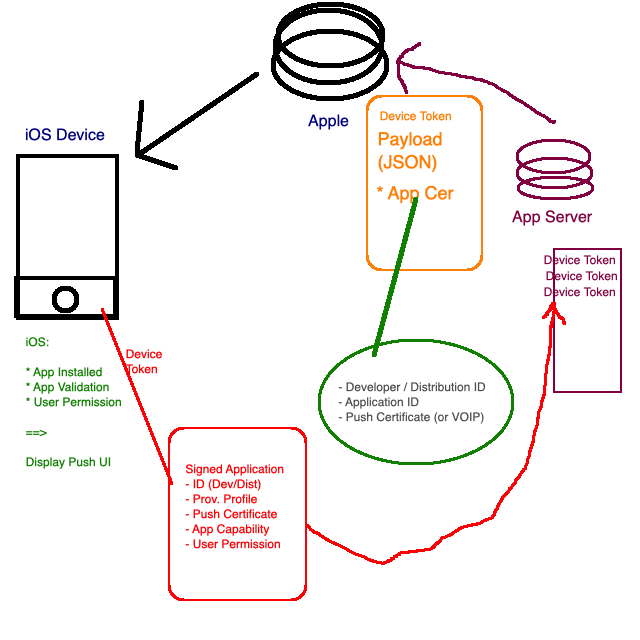 Apple
iOS Device
Device Token
Payload
(JSON)
* App Cer
App Server
Device Token
Device Token
Device Token
iOS:
* App Installed
* App Validation
* User Permission
==>
Display Push UI
Device
Token
- Developer / Distribution ID
- Application ID
- Push Certificate (or VOIP)
Signed Application
- ID (Dev/Dist)
- Prov. Profile
- Push Certificate
- App Capability
- User Permission